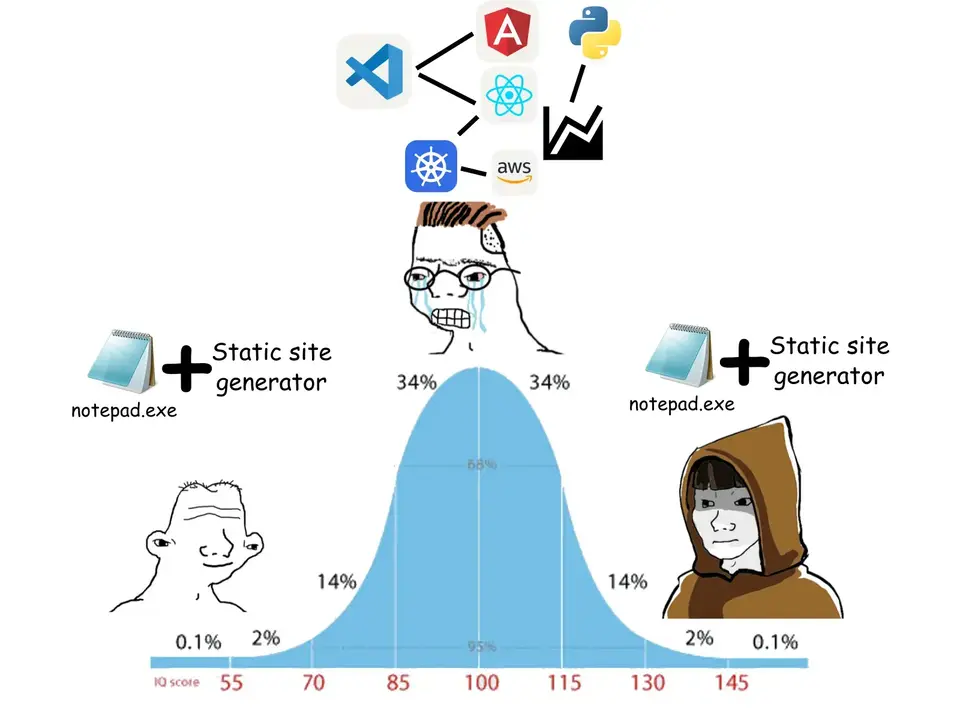 A
aws
Static site
generator
notepad.exe
Static site
generator
notepad.exe
34%
34%
68%
14%
14%
0.1%
2%
95%
2%
0.1%
IQ score
55
70
85
100
115
130
145